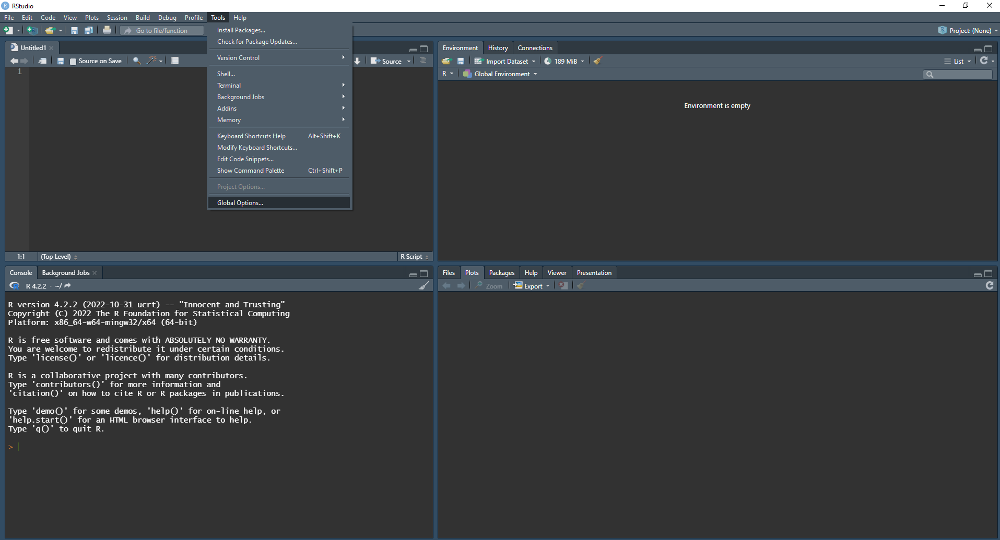 RStudio
File Edit Code View Plots Session Build Debug Profile Tools Help
Go to file/function
Project: (None)
Install Packages...
Check for Package Updates...
Version Control
Shell...
Terminal
Background Jobs
Addins
Memory
Keyboard Shortcuts Help Alt+Shift+K
Modify Keyboard Shortcuts...
Edit Code Snippets...
Show Command Palette Ctrl+Shift+P
Project Options...
Global Options...
Untitled1
Source on Save
Source
1
1:1 (Top Level) R Script
Environment History Connections
Import Dataset 189 MiB List
R Global Environment
Environment is empty
Console Background Jobs
R 4.2.2 · ~/
R version 4.2.2 (2022-10-31 ucrt) -- "Innocent and Trusting"
Copyright (C) 2022 The R Foundation for Statistical Computing
Platform: x86_64-w64-mingw32/x64 (64-bit)
R is free software and comes with ABSOLUTELY NO WARRANTY.
You are welcome to redistribute it under certain conditions.
Type 'license()' or 'licence()' for distribution details.
R is a collaborative project with many contributors.
Type 'contributors()' for more information and
'citation()' on how to cite R or R packages in publications.
Type 'demo()' for some demos, 'help()' for on-line help, or
'help.start()' for an HTML browser interface to help.
Type 'q()' to quit R.
>
Files Plots Packages Help Viewer Presentation
Zoom Export